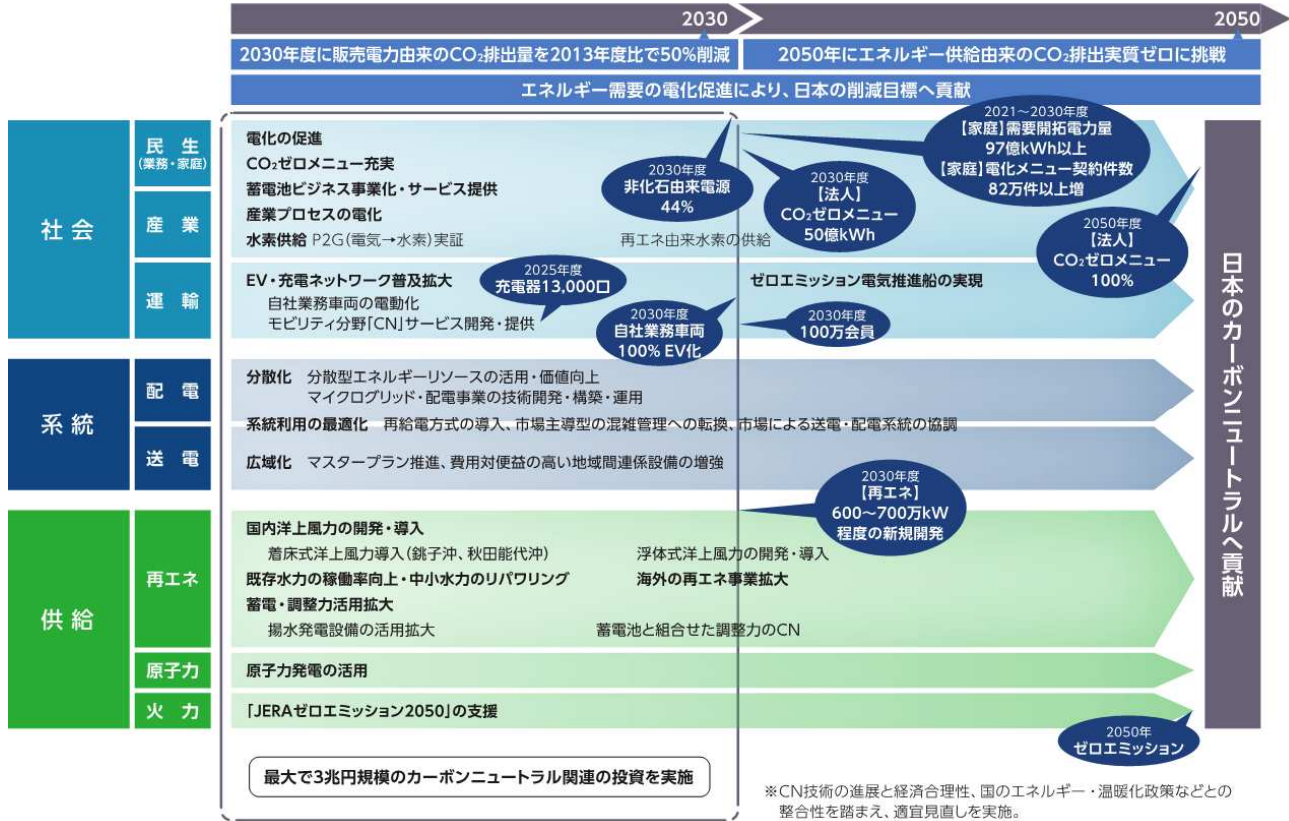 2030
2050
2030年度に販売電力由来のCO₂排出量を2013年度比で50%削減
2050年にエネルギー供給由来のCO₂排出実質ゼロに挑戦
エネルギー需要の電化促進により、日本の削減目標へ貢献
社会
民生
(業務・家庭)
産業
運輸
電化の促進
CO₂ゼロメニュー充実
蓄電池ビジネス事業化・サービス提供
産業プロセスの電化
水素供給 P2G(電気→水素)実証
再エネ由来水素の供給
2030年度
非化石由来電源
44%
2030年度
【法人】
CO₂ゼロメニュー
50億kWh
2021～2030年度
【家庭】需要開拓電力量
97億kWh以上
【家庭】電化メニュー契約件数
82万件以上増
2050年度
【法人】
CO₂ゼロメニュー
100%
EV・充電ネットワーク普及拡大
自社業務車両の電動化
モビリティ分野「CN」サービス開発・提供
2025年度
充電器13,000口
2030年度
自社業務車両
100% EV化
ゼロエミッション電気推進船の実現
2030年度
100万会員
系統
配電
送電
分散化 分散型エネルギーリソースの活用・価値向上
マイクログリッド・配電事業の技術開発・構築・運用
系統利用の最適化 再給電方式の導入、市場主導型の混雑管理への転換、市場による送電・配電系統の協調
広域化 マスタープラン推進、費用対便益の高い地域間連係設備の増強
供給
再エネ
原子力
火力
2030年度
【再エネ】
600～700万kW
程度の新規開発
国内洋上風力の開発・導入
着床式洋上風力導入(銚子沖、秋田能代沖)
浮体式洋上風力の開発・導入
既存水力の稼働率向上・中小水力のリパワリング
海外の再エネ事業拡大
蓄電・調整力活用拡大
揚水発電設備の活用拡大
蓄電池と組合せた調整力のCN
原子力発電の活用
「JERAゼロエミッション2050」の支援
2050年
ゼロエミッション
日本のカーボンニュートラルへ貢献
最大で3兆円規模のカーボンニュートラル関連の投資を実施
※CN技術の進展と経済合理性、国のエネルギー・温暖化政策などとの
整合性を踏まえ、適宜見直しを実施。